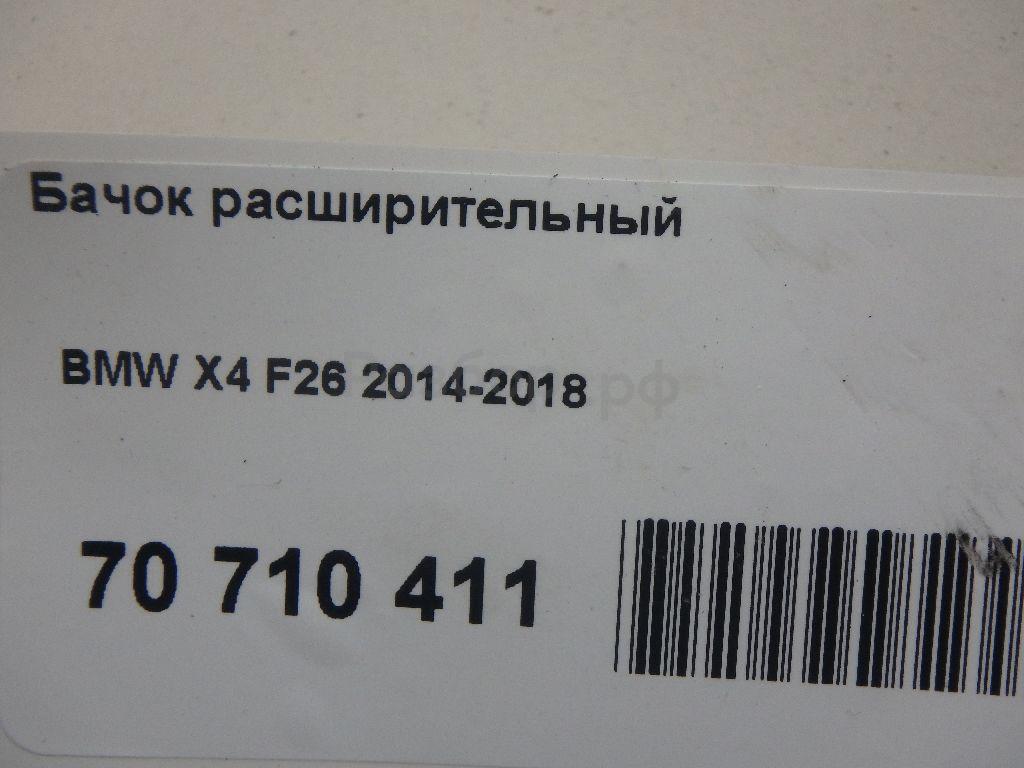 Бачок расширительный
BMW X4 F26 2014-2018
70 710 411